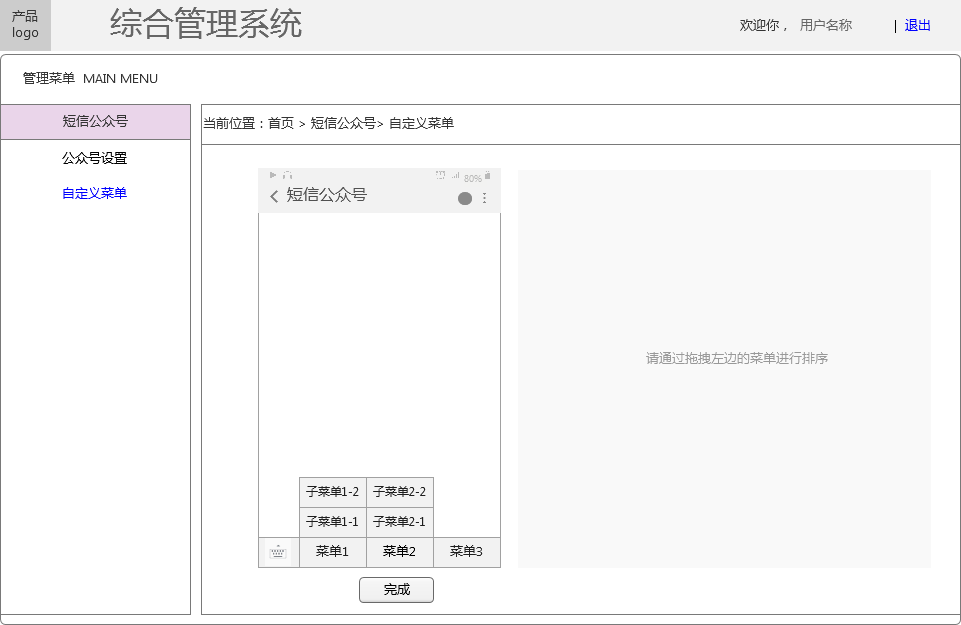 产品
logo
综合管理系统
欢迎你， 用户名称 | 退出
管理菜单 MAIN MENU
短信公众号
公众号设置
自定义菜单
当前位置：首页 > 短信公众号> 自定义菜单
80%
短信公众号
请通过拖拽左边的菜单进行排序
子菜单1-2 子菜单2-2
子菜单1-1 子菜单2-1
菜单1 菜单2 菜单3
完成